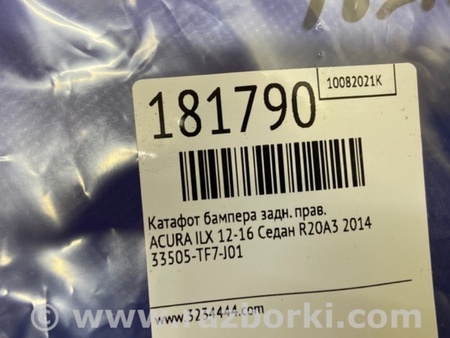 10082021K
181790
Катафот бампера задн. прав.
ACURA ILX 12-16 Седан R20A3 2014
33505-TF7-J01
www.3234444.com
www.razborki.com